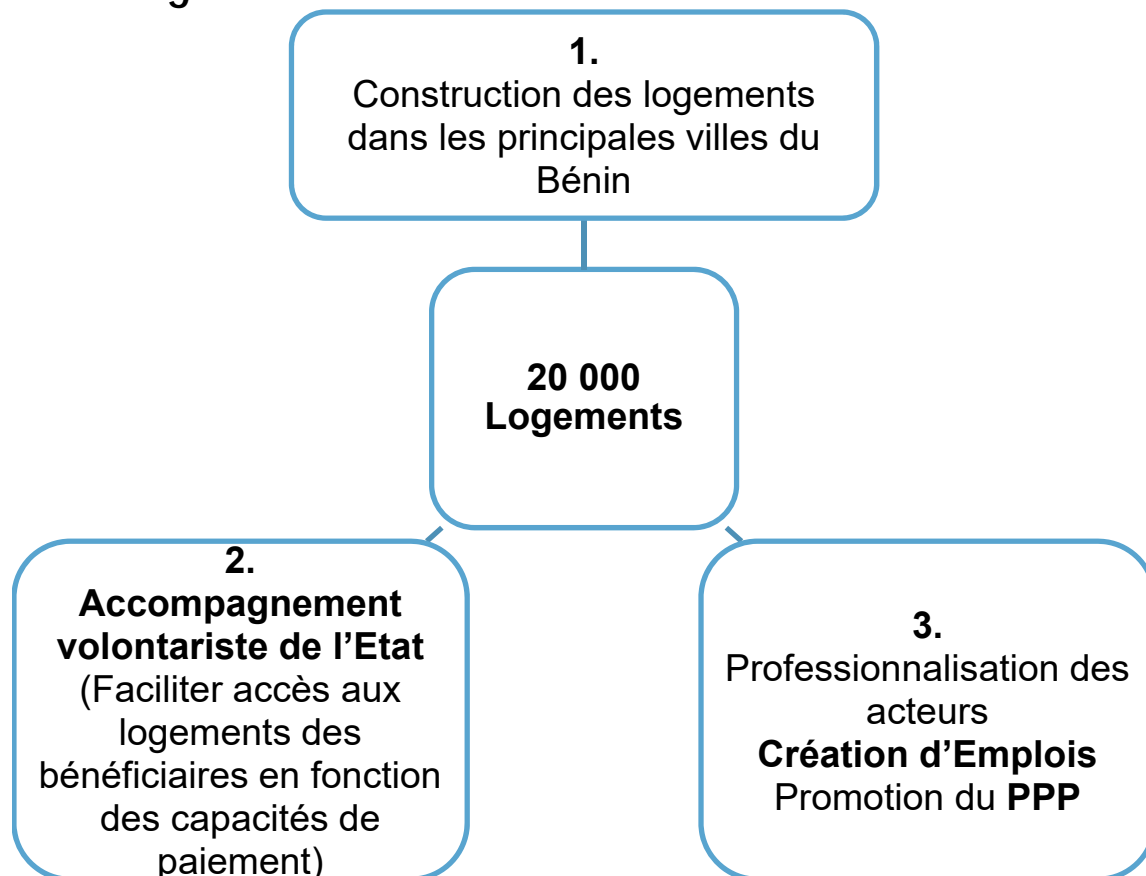 1.
Construction des logements
dans les principales villes du
Bénin
20 000
Logements
2.
Accompagnement
volontariste de l’Etat
(Faciliter accès aux
logements des
bénéficiaires en fonction
des capacités de
paiement)
3.
Professionnalisation des
acteurs
Création d’Emplois
Promotion du PPP